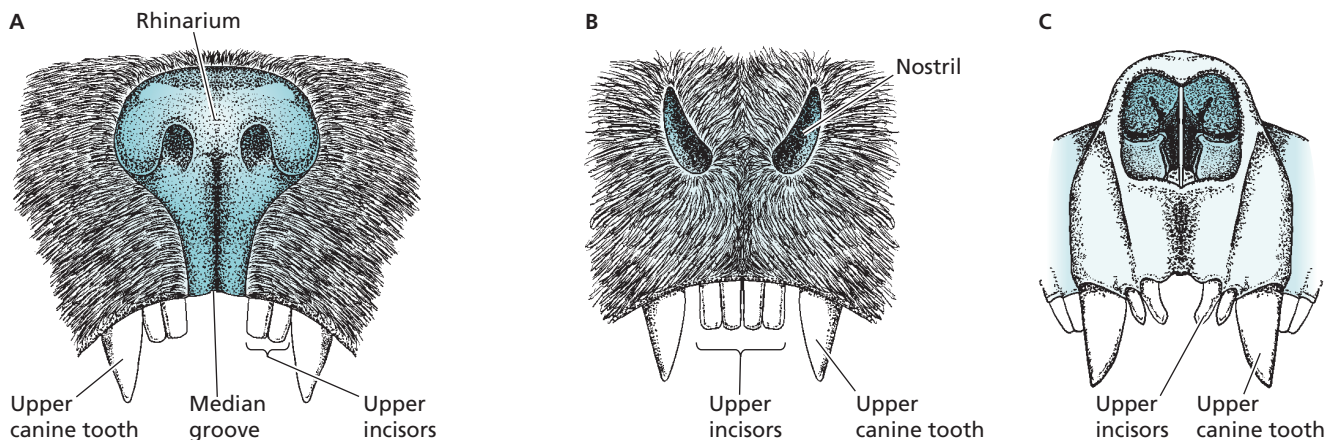 A
Rhinarium
Upper
canine tooth
Median
groove
Upper
incisors
B
Nostril
Upper
incisors
Upper
canine tooth
C
Upper
incisors
Upper
canine tooth